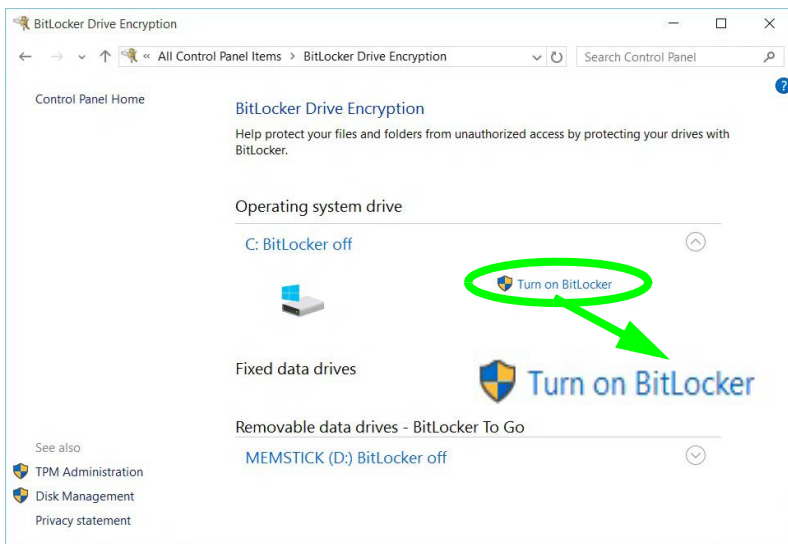 BitLocker Drive Encryption
« All Control Panel Items > BitLocker Drive Encryption
Search Control Panel
?
Control Panel Home
BitLocker Drive Encryption
Help protect your files and folders from unauthorized access by protecting your drives with
BitLocker.
Operating system drive
C: BitLocker off
Turn on BitLocker
Fixed data drives
Turn on BitLocker
Removable data drives - BitLocker To Go
MEMSTICK (D:) BitLocker off
See also
TPM Administration
Disk Management
Privacy statement